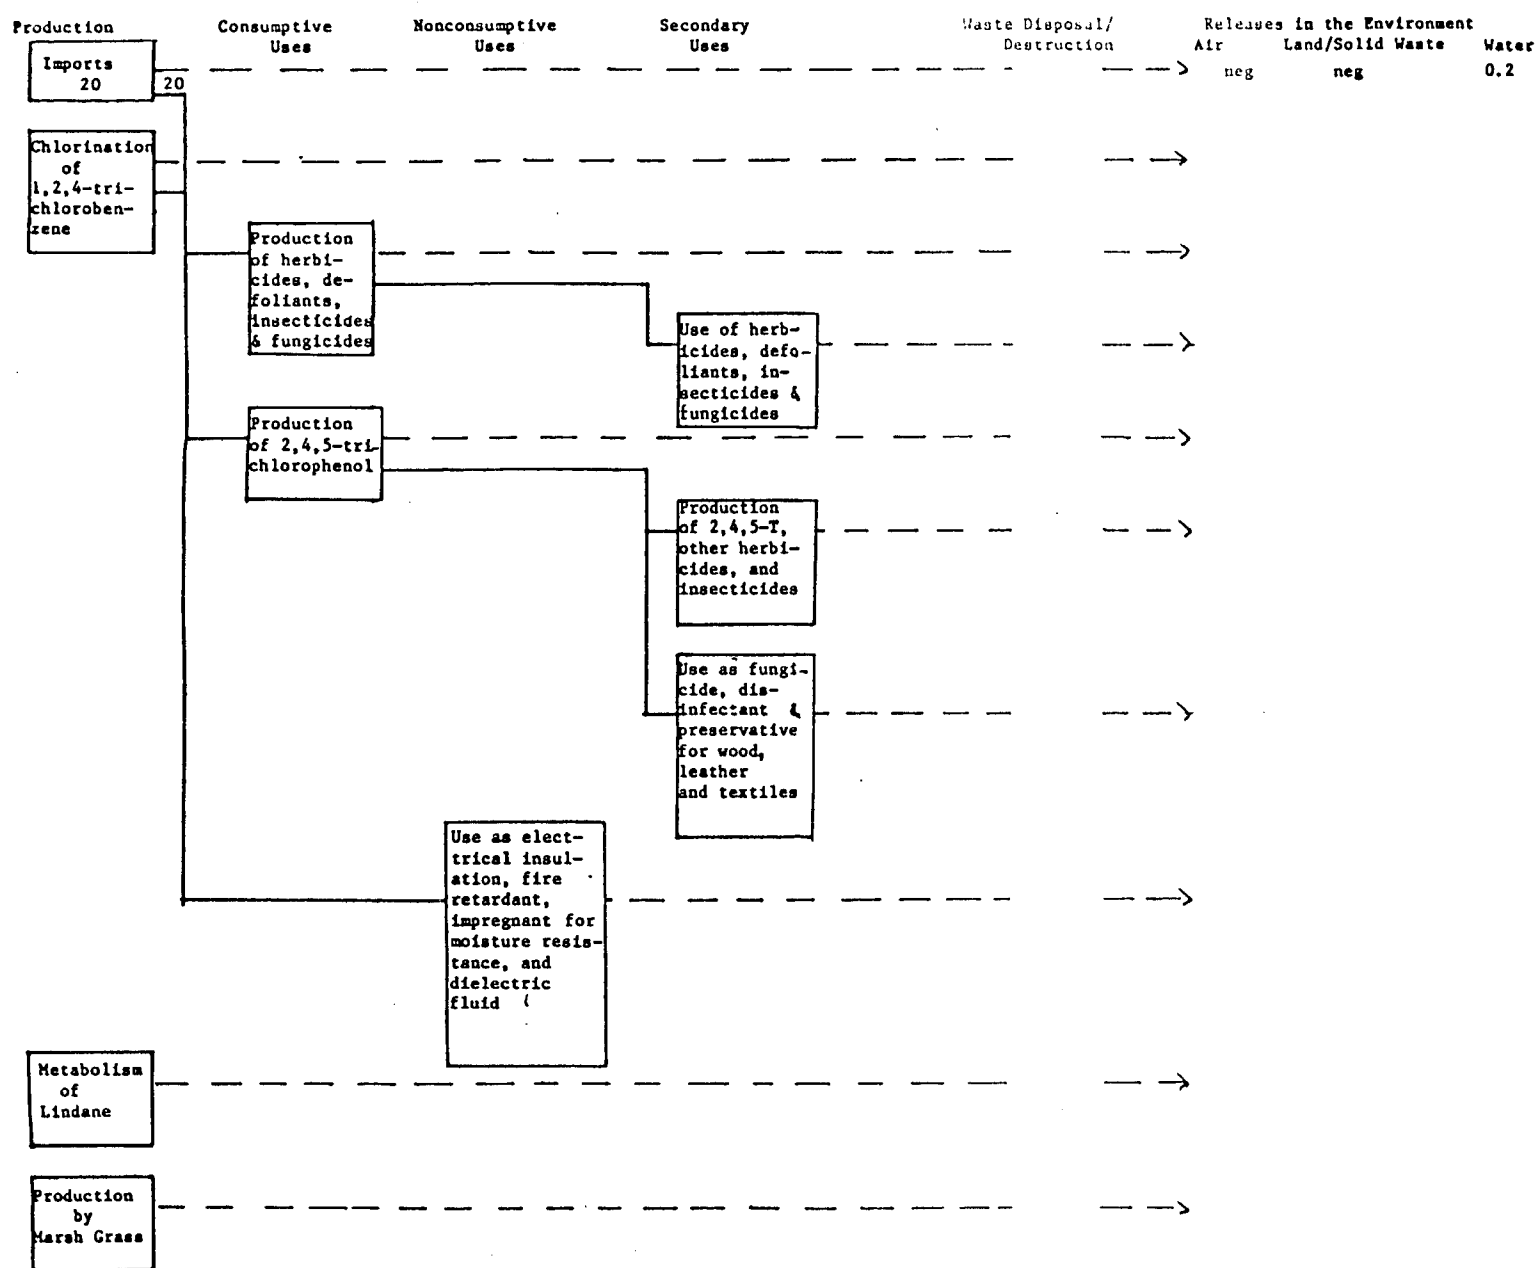 Production
Consumptive
Uses
Nonconsumptive
Uses
Secondary
Uses
Waste Disposal/
Destruction
Releases in the Environment
Air Land/Solid Waste Water
Imports
20
20
neg neg 0.2
Chlorination
of
1,2,4-tri-
chloroben-
zene
Production
of herbi-
cides, de-
foliants,
insecticides
& fungicides
Use of herb-
icides, defo-
liants, in-
secticides &
fungicides
Production
of 2,4,5-tri-
chlorophenol
Production
of 2,4,5-T,
other herbi-
cides, and
insecticides
Use as fungi-
cide, dis-
infectant &
preservative
for wood,
leather
and textiles
Use as elect-
trical insul-
ation, fire
retardant,
impregnant for
moisture resis-
tance, and
dielectric
fluid
Metabolism
of
Lindane
Production
by
Marsh Grass